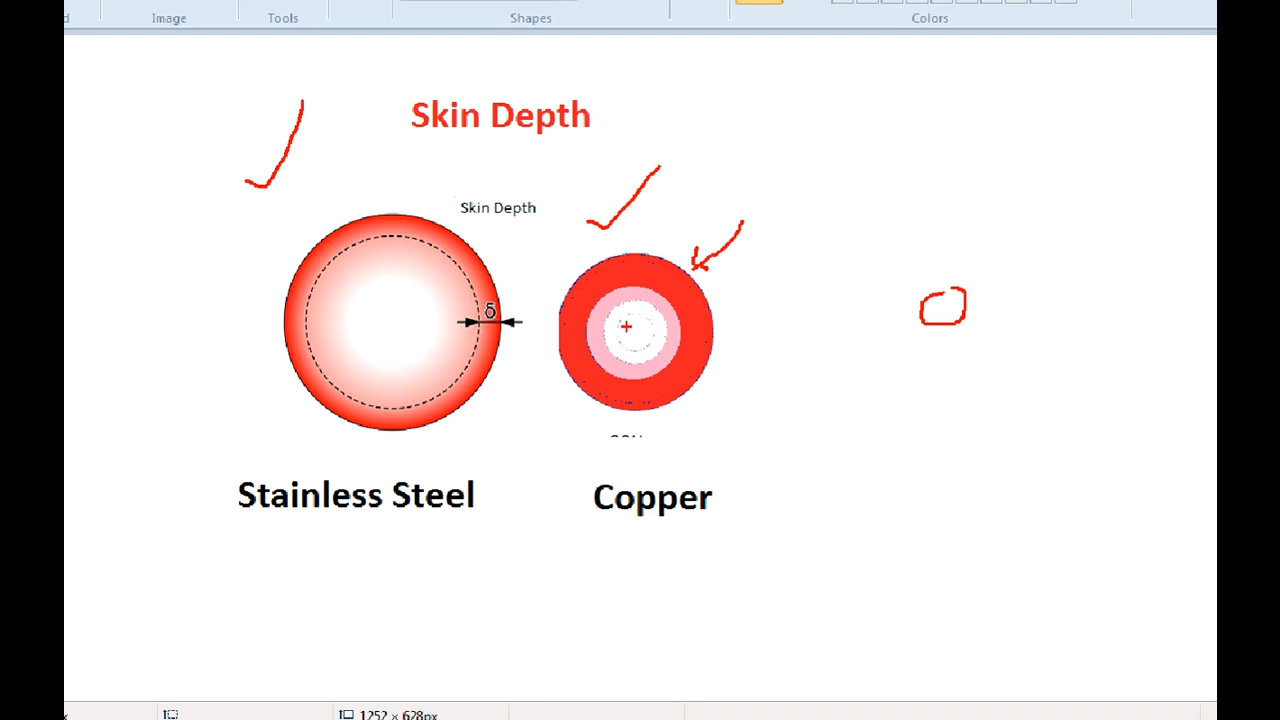 Image
Tools
Shapes
Colors
Skin Depth
Skin Depth
δ
Stainless Steel
Copper
1252 × 628px